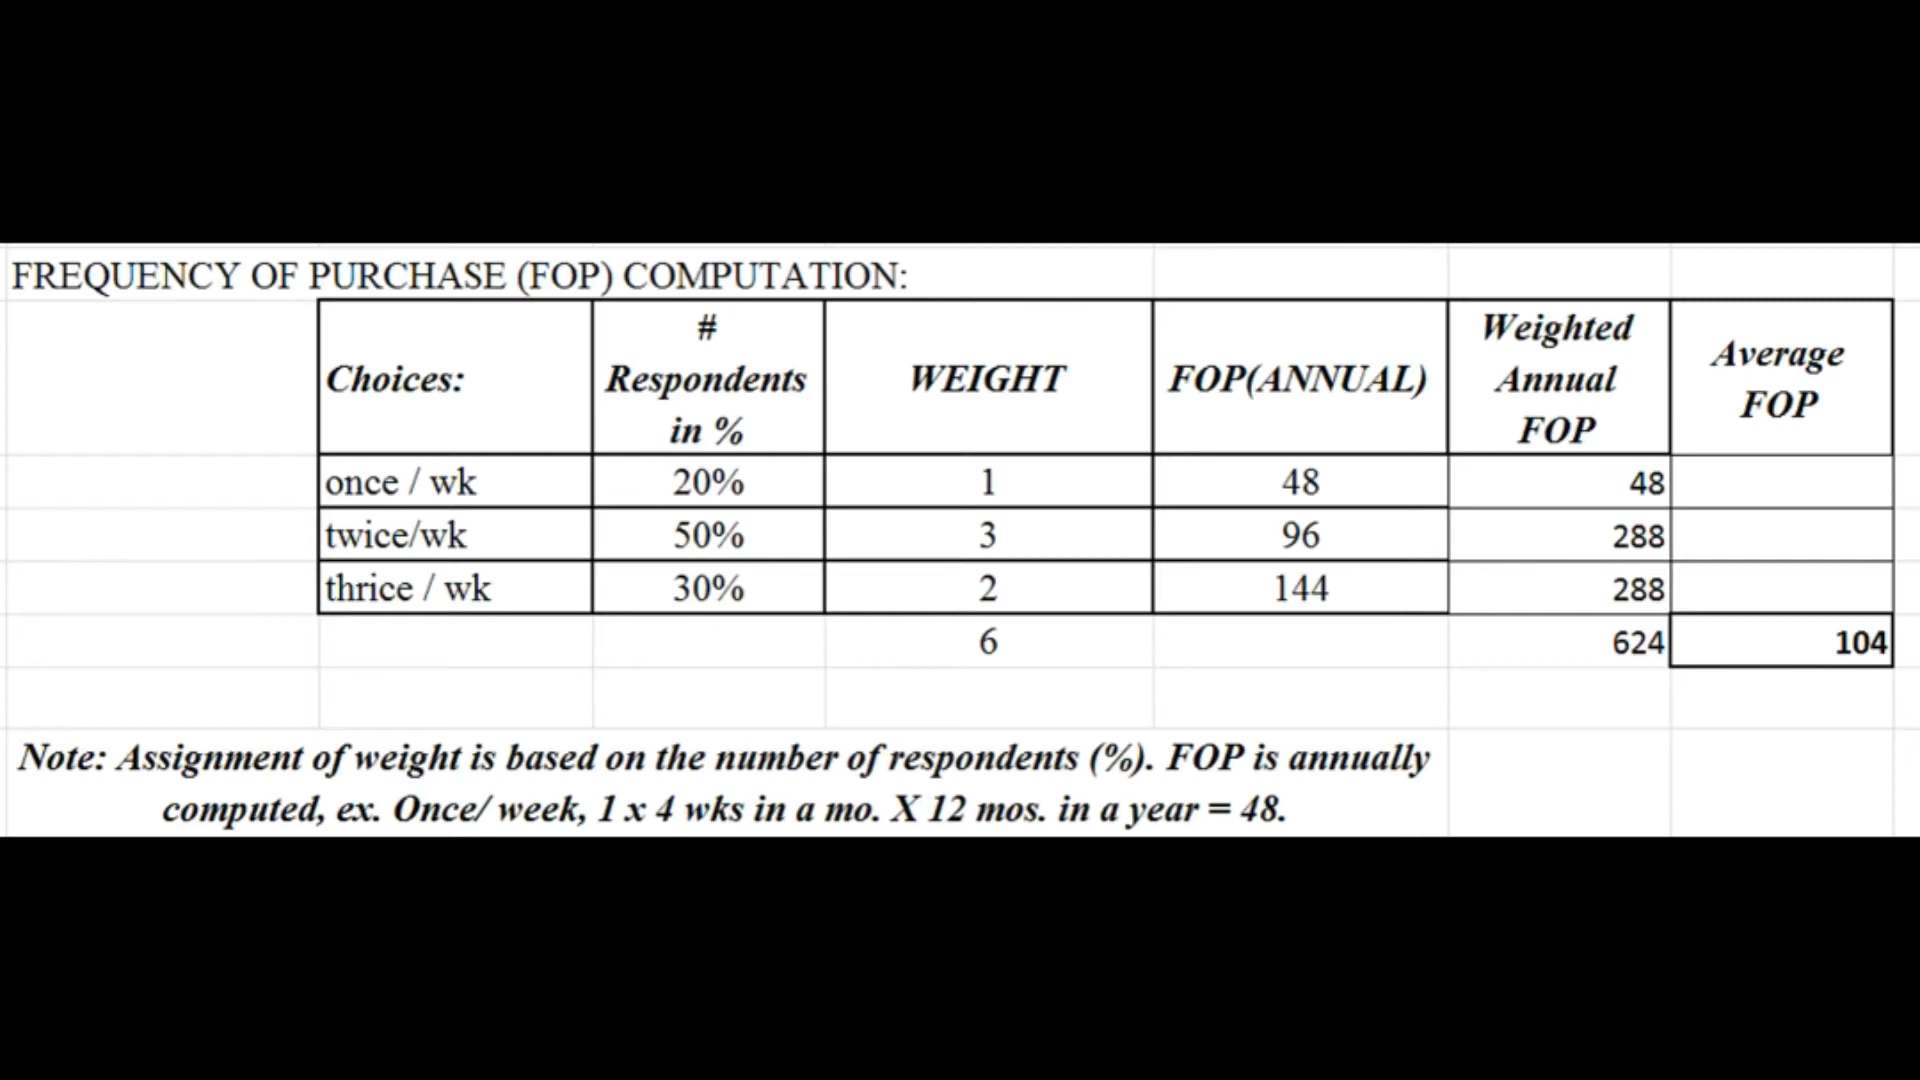 FREQUENCY OF PURCHASE (FOP) COMPUTATION:
Choices: # Respondents in % WEIGHT FOP(ANNUAL) Weighted Annual FOP Average FOP
once / wk 20% 1 48 48
twice/wk 50% 3 96 288
thrice / wk 30% 2 144 288
6 624 104
Note: Assignment of weight is based on the number of respondents (%). FOP is annually
computed, ex. Once/ week, 1 x 4 wks in a mo. X 12 mos. in a year = 48.